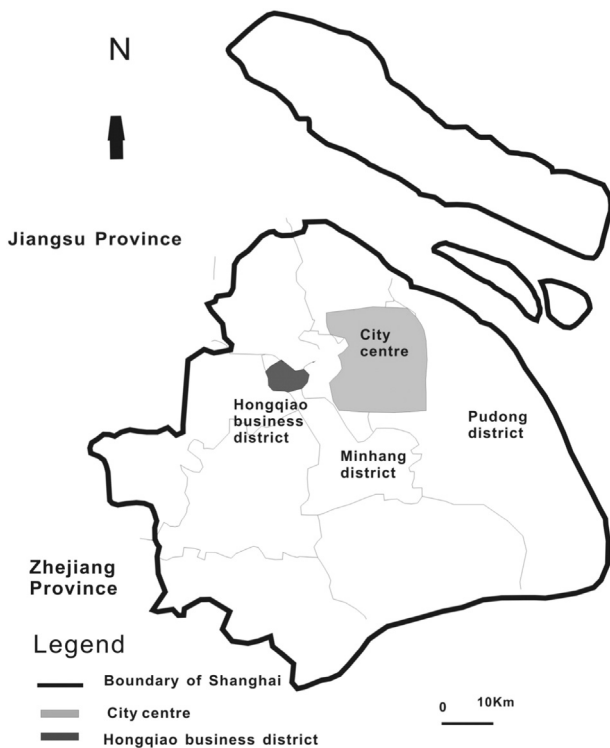 N
Jiangsu Province
City
centre
Hongqiao
business
district
Pudong
district
Minhang
district
Zhejiang
Province
Legend
Boundary of Shanghai
City centre
Hongqiao business district
0 10Km